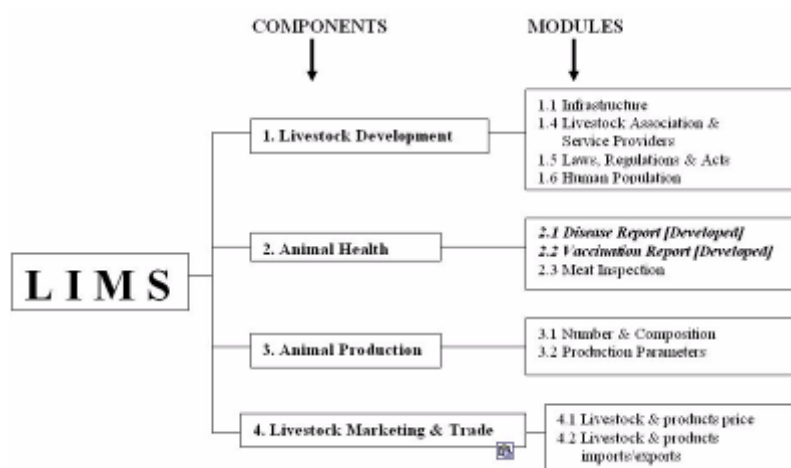 COMPONENTS
MODULES
L I M S
1. Livestock Development
1.1 Infrastructure
1.4 Livestock Association &
Service Providers
1.5 Laws, Regulations & Acts
1.6 Human Population
2. Animal Health
2.1 Disease Report [Developed]
2.2 Vaccination Report [Developed]
2.3 Meat Inspection
3. Animal Production
3.1 Number & Composition
3.2 Production Parameters
4. Livestock Marketing & Trade
4.1 Livestock & products price
4.2 Livestock & products
imports/exports